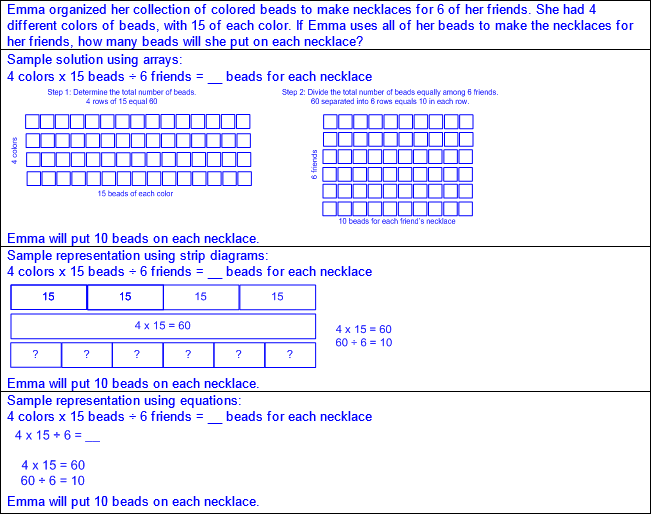 Emma organized her collection of colored beads to make necklaces for 6 of her friends. She had 4
different colors of beads, with 15 of each color. If Emma uses all of her beads to make the necklaces for
her friends, how many beads will she put on each necklace?
Sample solution using arrays:
4 colors x 15 beads ÷ 6 friends = __ beads for each necklace
Step 1: Determine the total number of beads.
4 rows of 15 equal 60
4 colors
15 beads of each color
Step 2: Divide the total number of beads equally among 6 friends.
60 separated into 6 rows equals 10 in each row.
6 friends
10 beads for each friend's necklace
Emma will put 10 beads on each necklace.
Sample representation using strip diagrams:
4 colors x 15 beads ÷ 6 friends = __ beads for each necklace
15 15 15 15
4 x 15 = 60
? ? ? ? ? ?
4 x 15 = 60
60 ÷ 6 = 10
Emma will put 10 beads on each necklace.
Sample representation using equations:
4 colors x 15 beads ÷ 6 friends = __ beads for each necklace
4 x 15 ÷ 6 = __
4 x 15 = 60
60 ÷ 6 = 10
Emma will put 10 beads on each necklace.